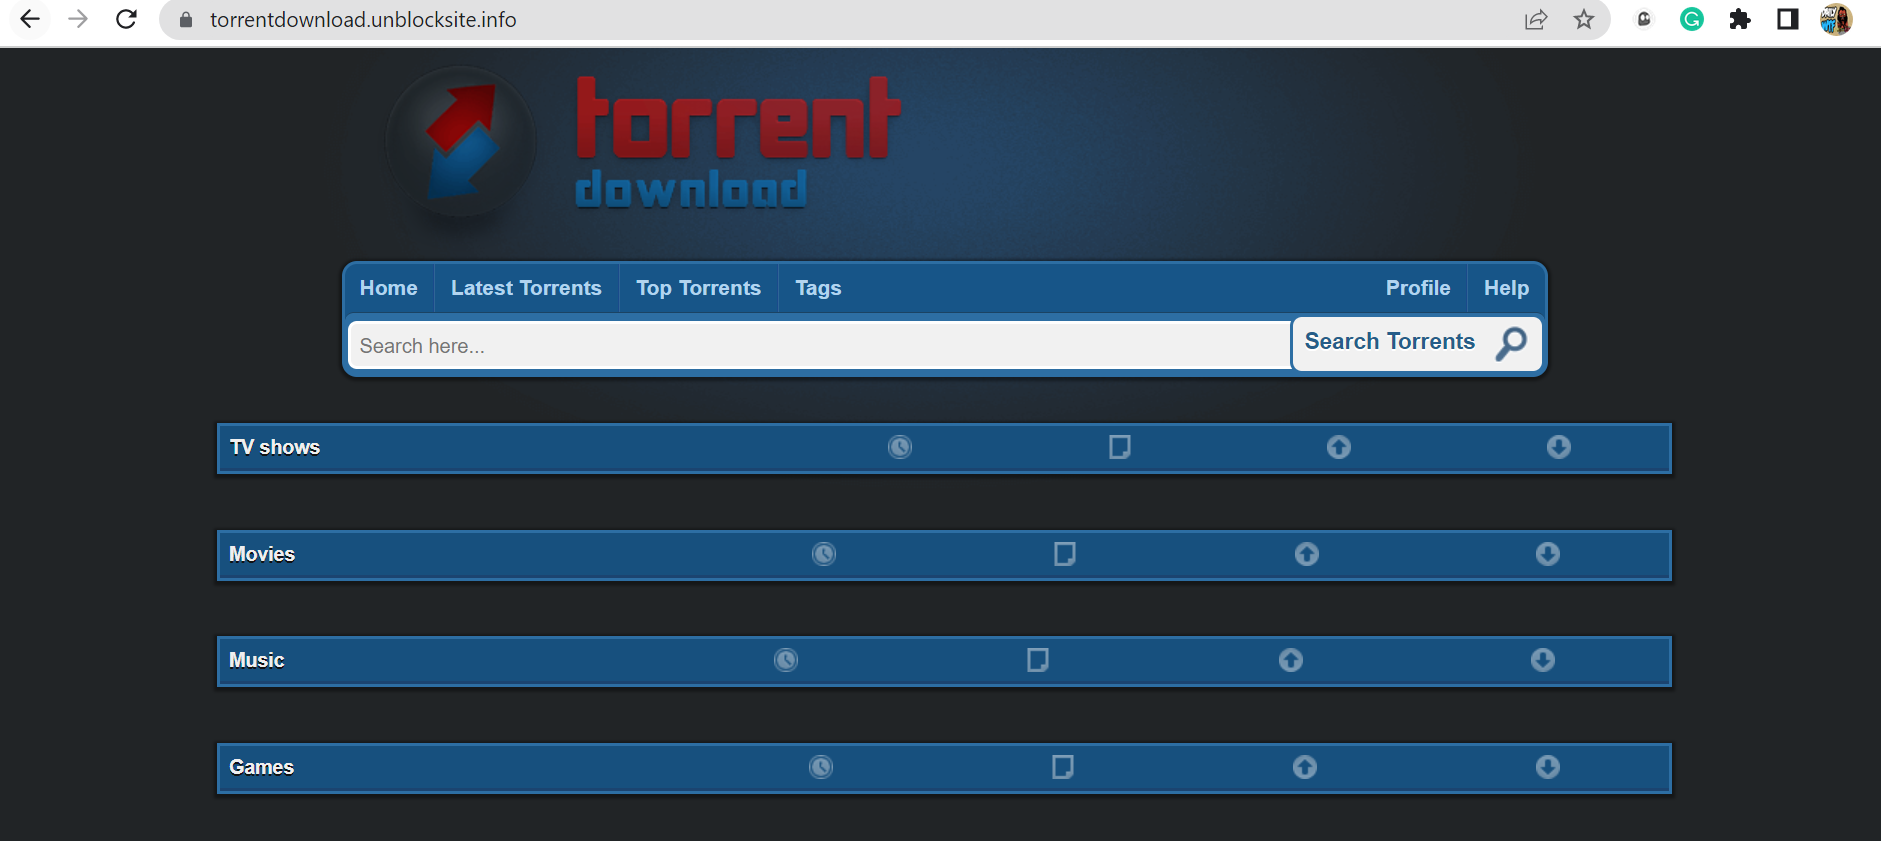 torrentdownload.unblocksite.info
torrent
download
Home Latest Torrents Top Torrents Tags Profile Help
Search here... Search Torrents
TV shows
Movies
Music
Games